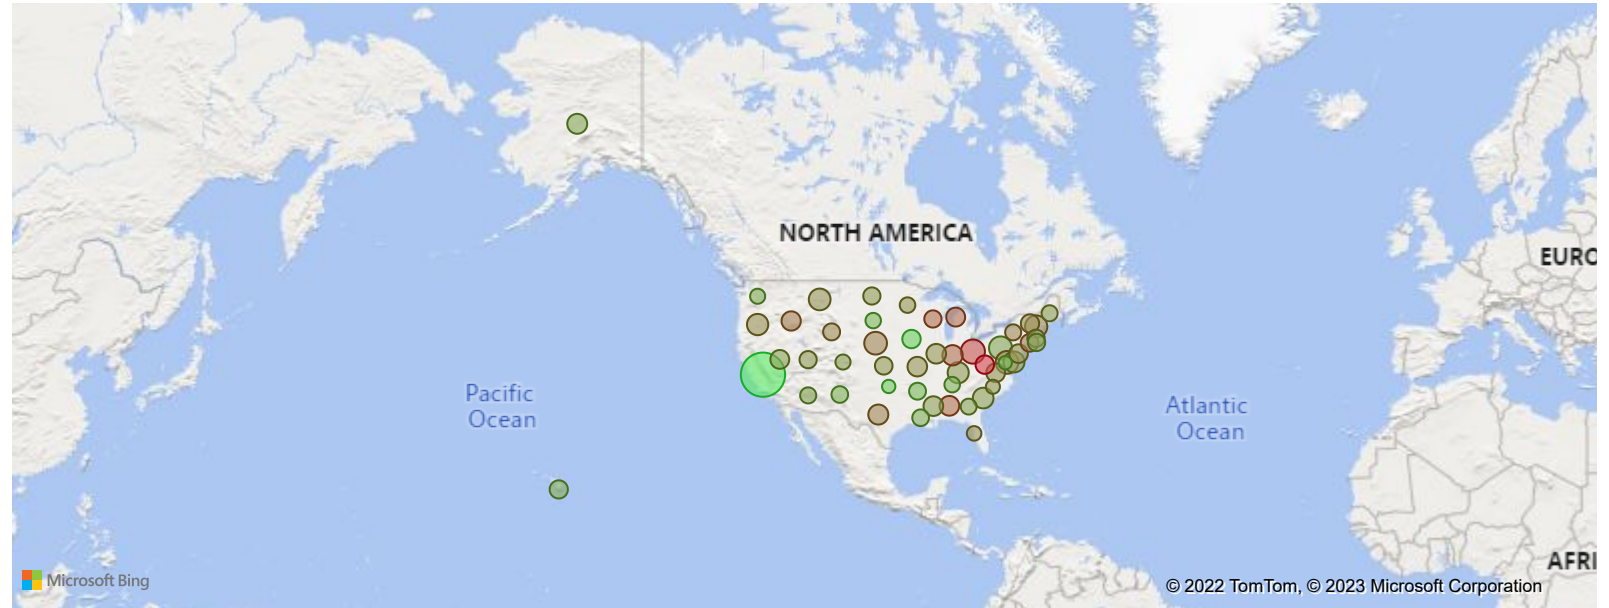 NORTH AMERICA
EURO
Pacific
Ocean
Atlantic
Ocean
AFRI
Microsoft Bing
© 2022 TomTom, © 2023 Microsoft Corporation